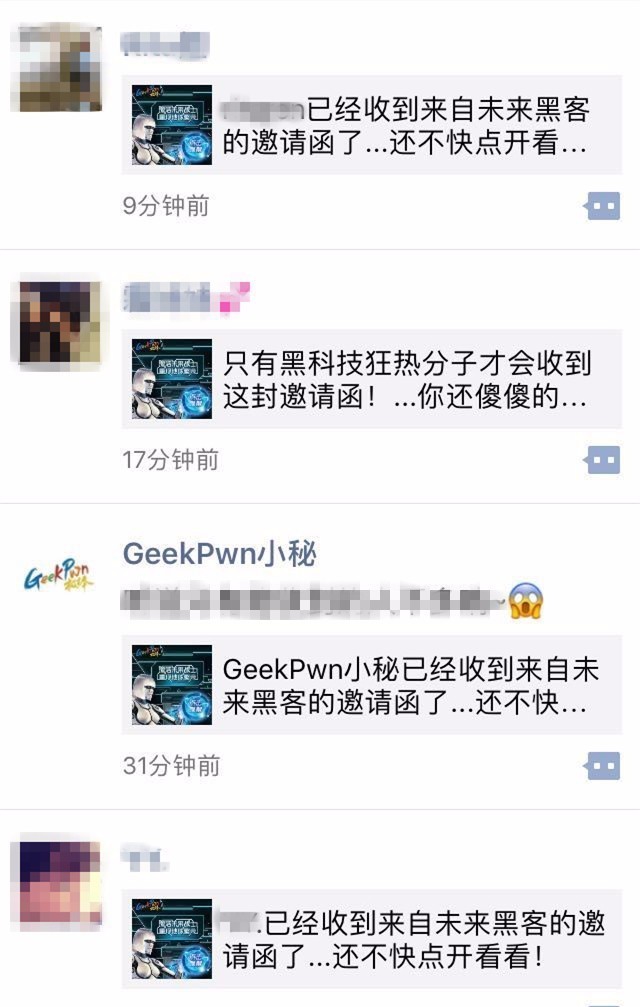 已经收到来自未来黑客
的邀请函了...还不快点开看...
9分钟前
只有黑科技狂热分子才会收到
这封邀请函！...你还傻傻的...
17分钟前
GeekPwn小秘
GeekPwn
GeekPwn小秘已经收到来自未
来黑客的邀请函了...还不快...
31分钟前
.已经收到来自未来黑客的邀
请函了...还不快点开看看！